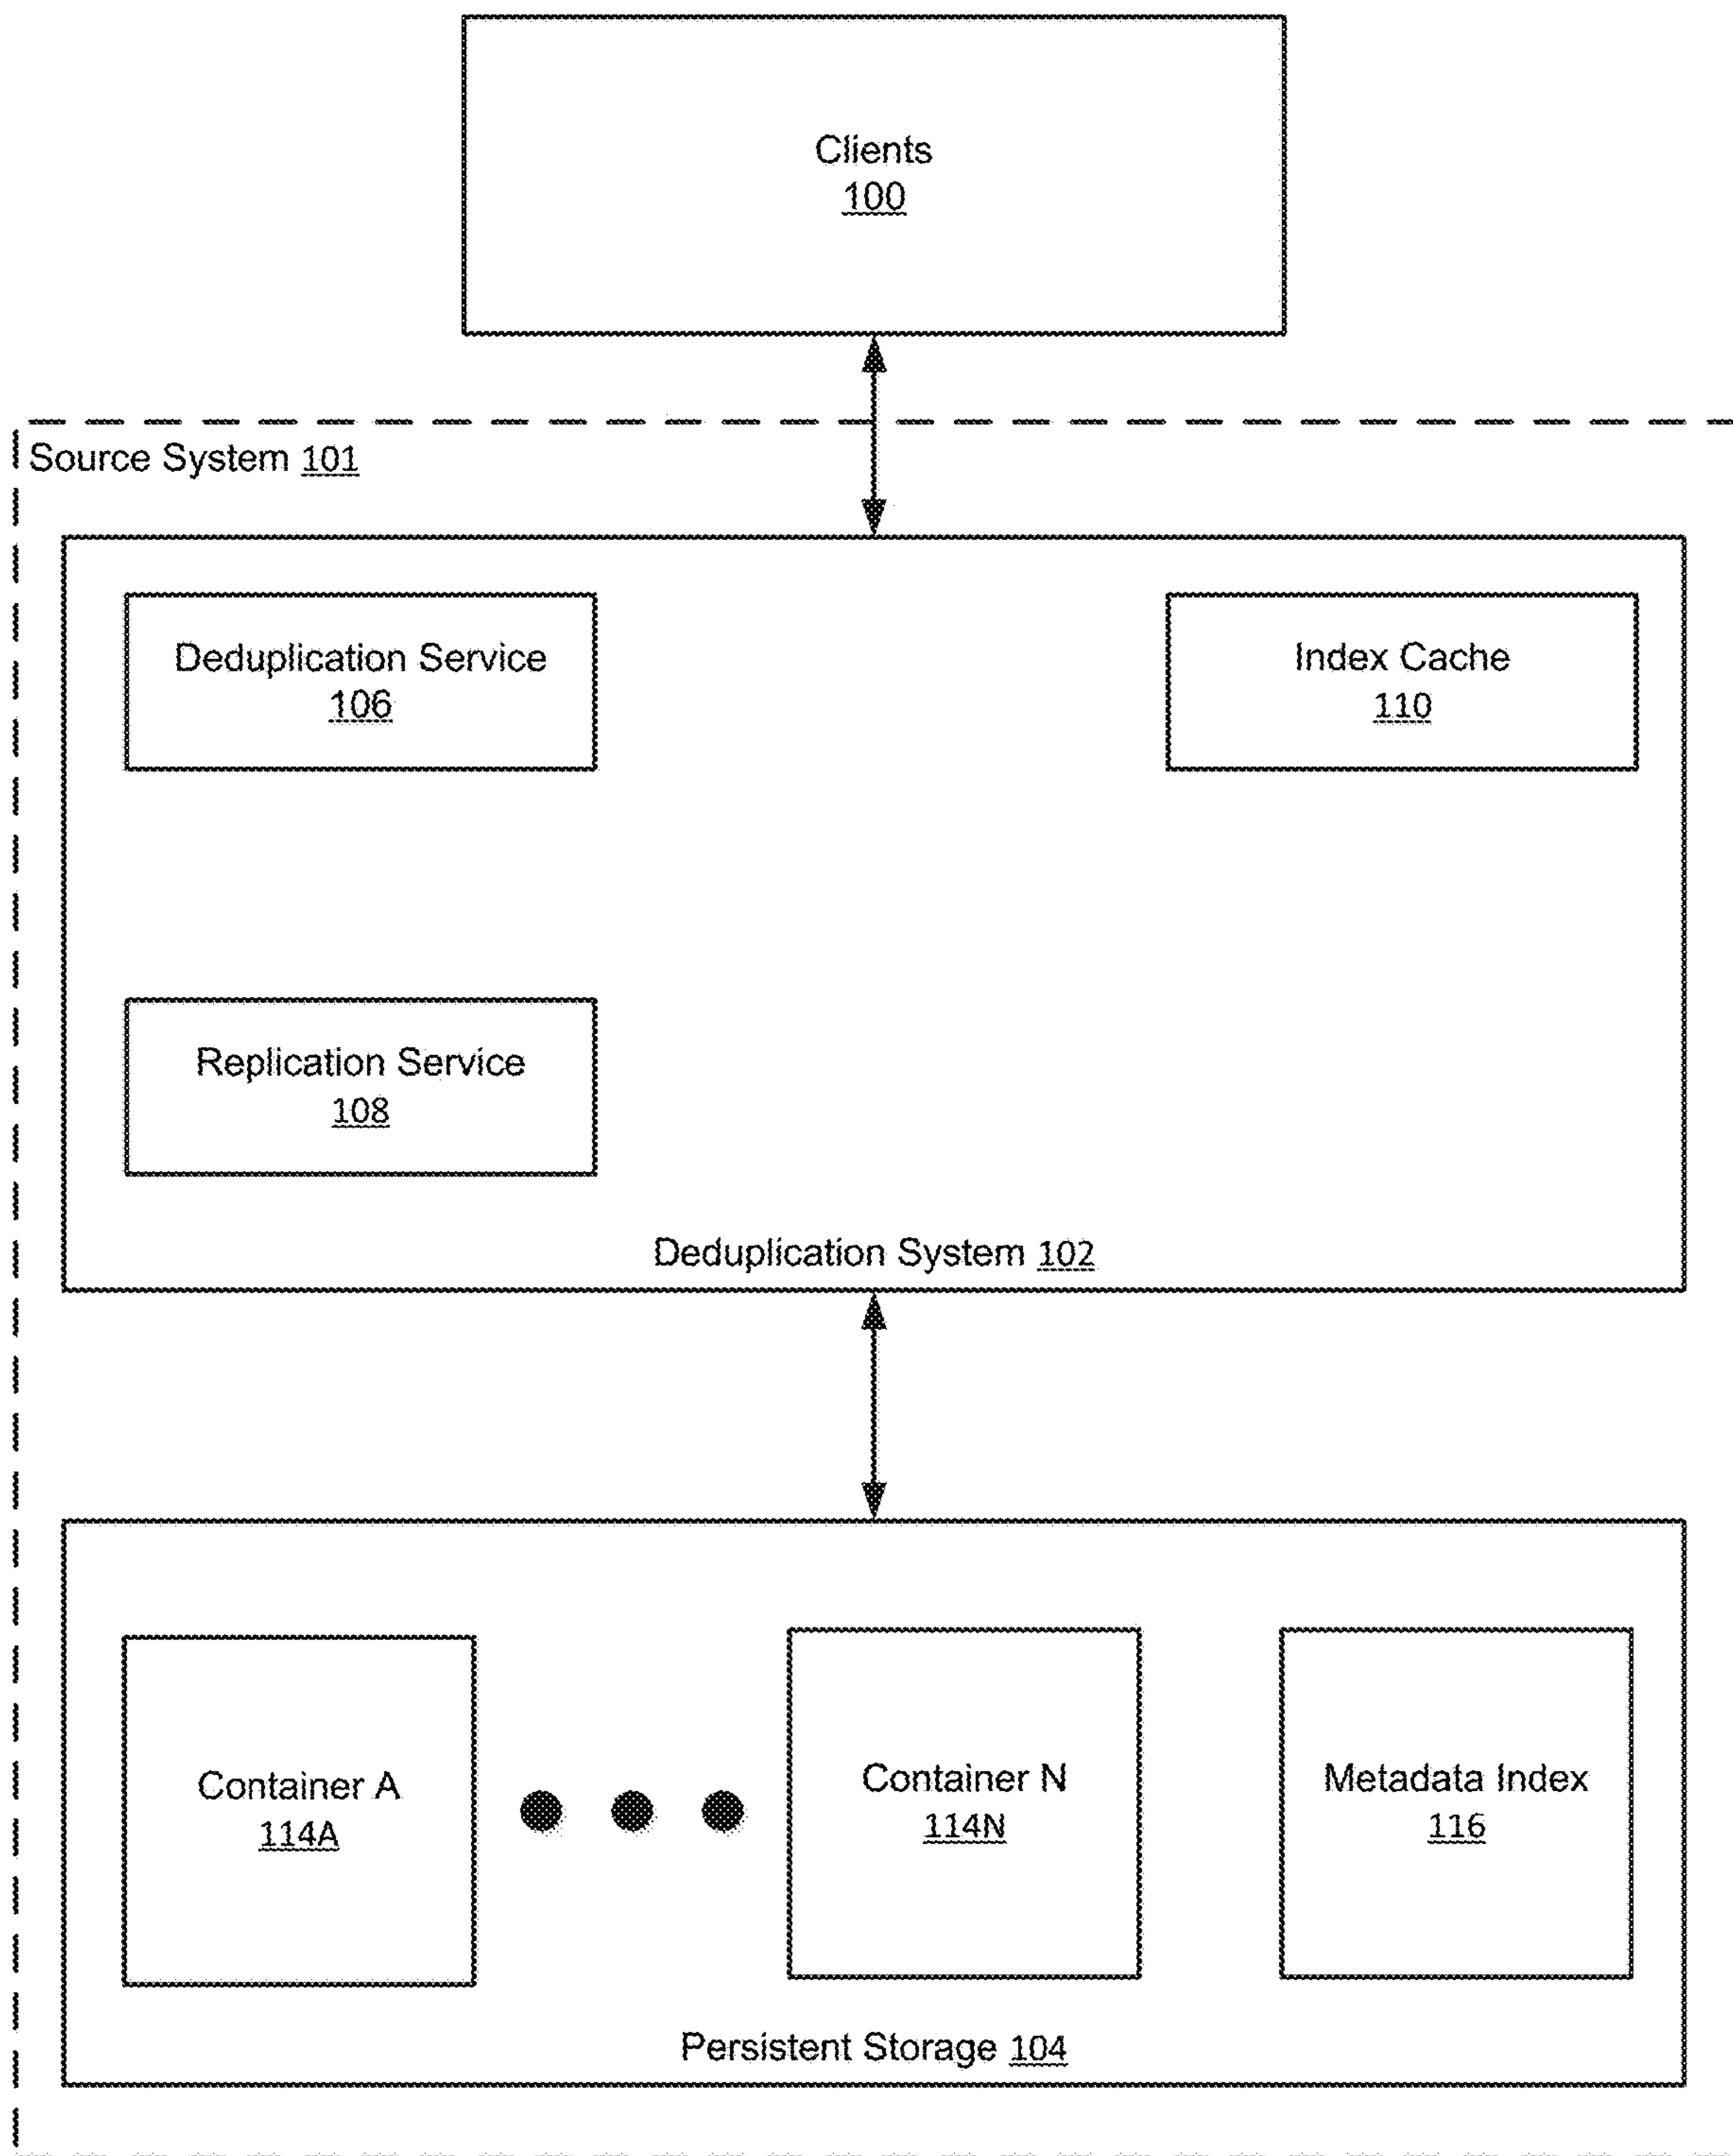 Clients
100
Source System 101
Deduplication Service
106
Index Cache
110
Replication Service
108
Deduplication System 102
Container A
114A
Container N
114N
Metadata Index
116
Persistent Storage 104